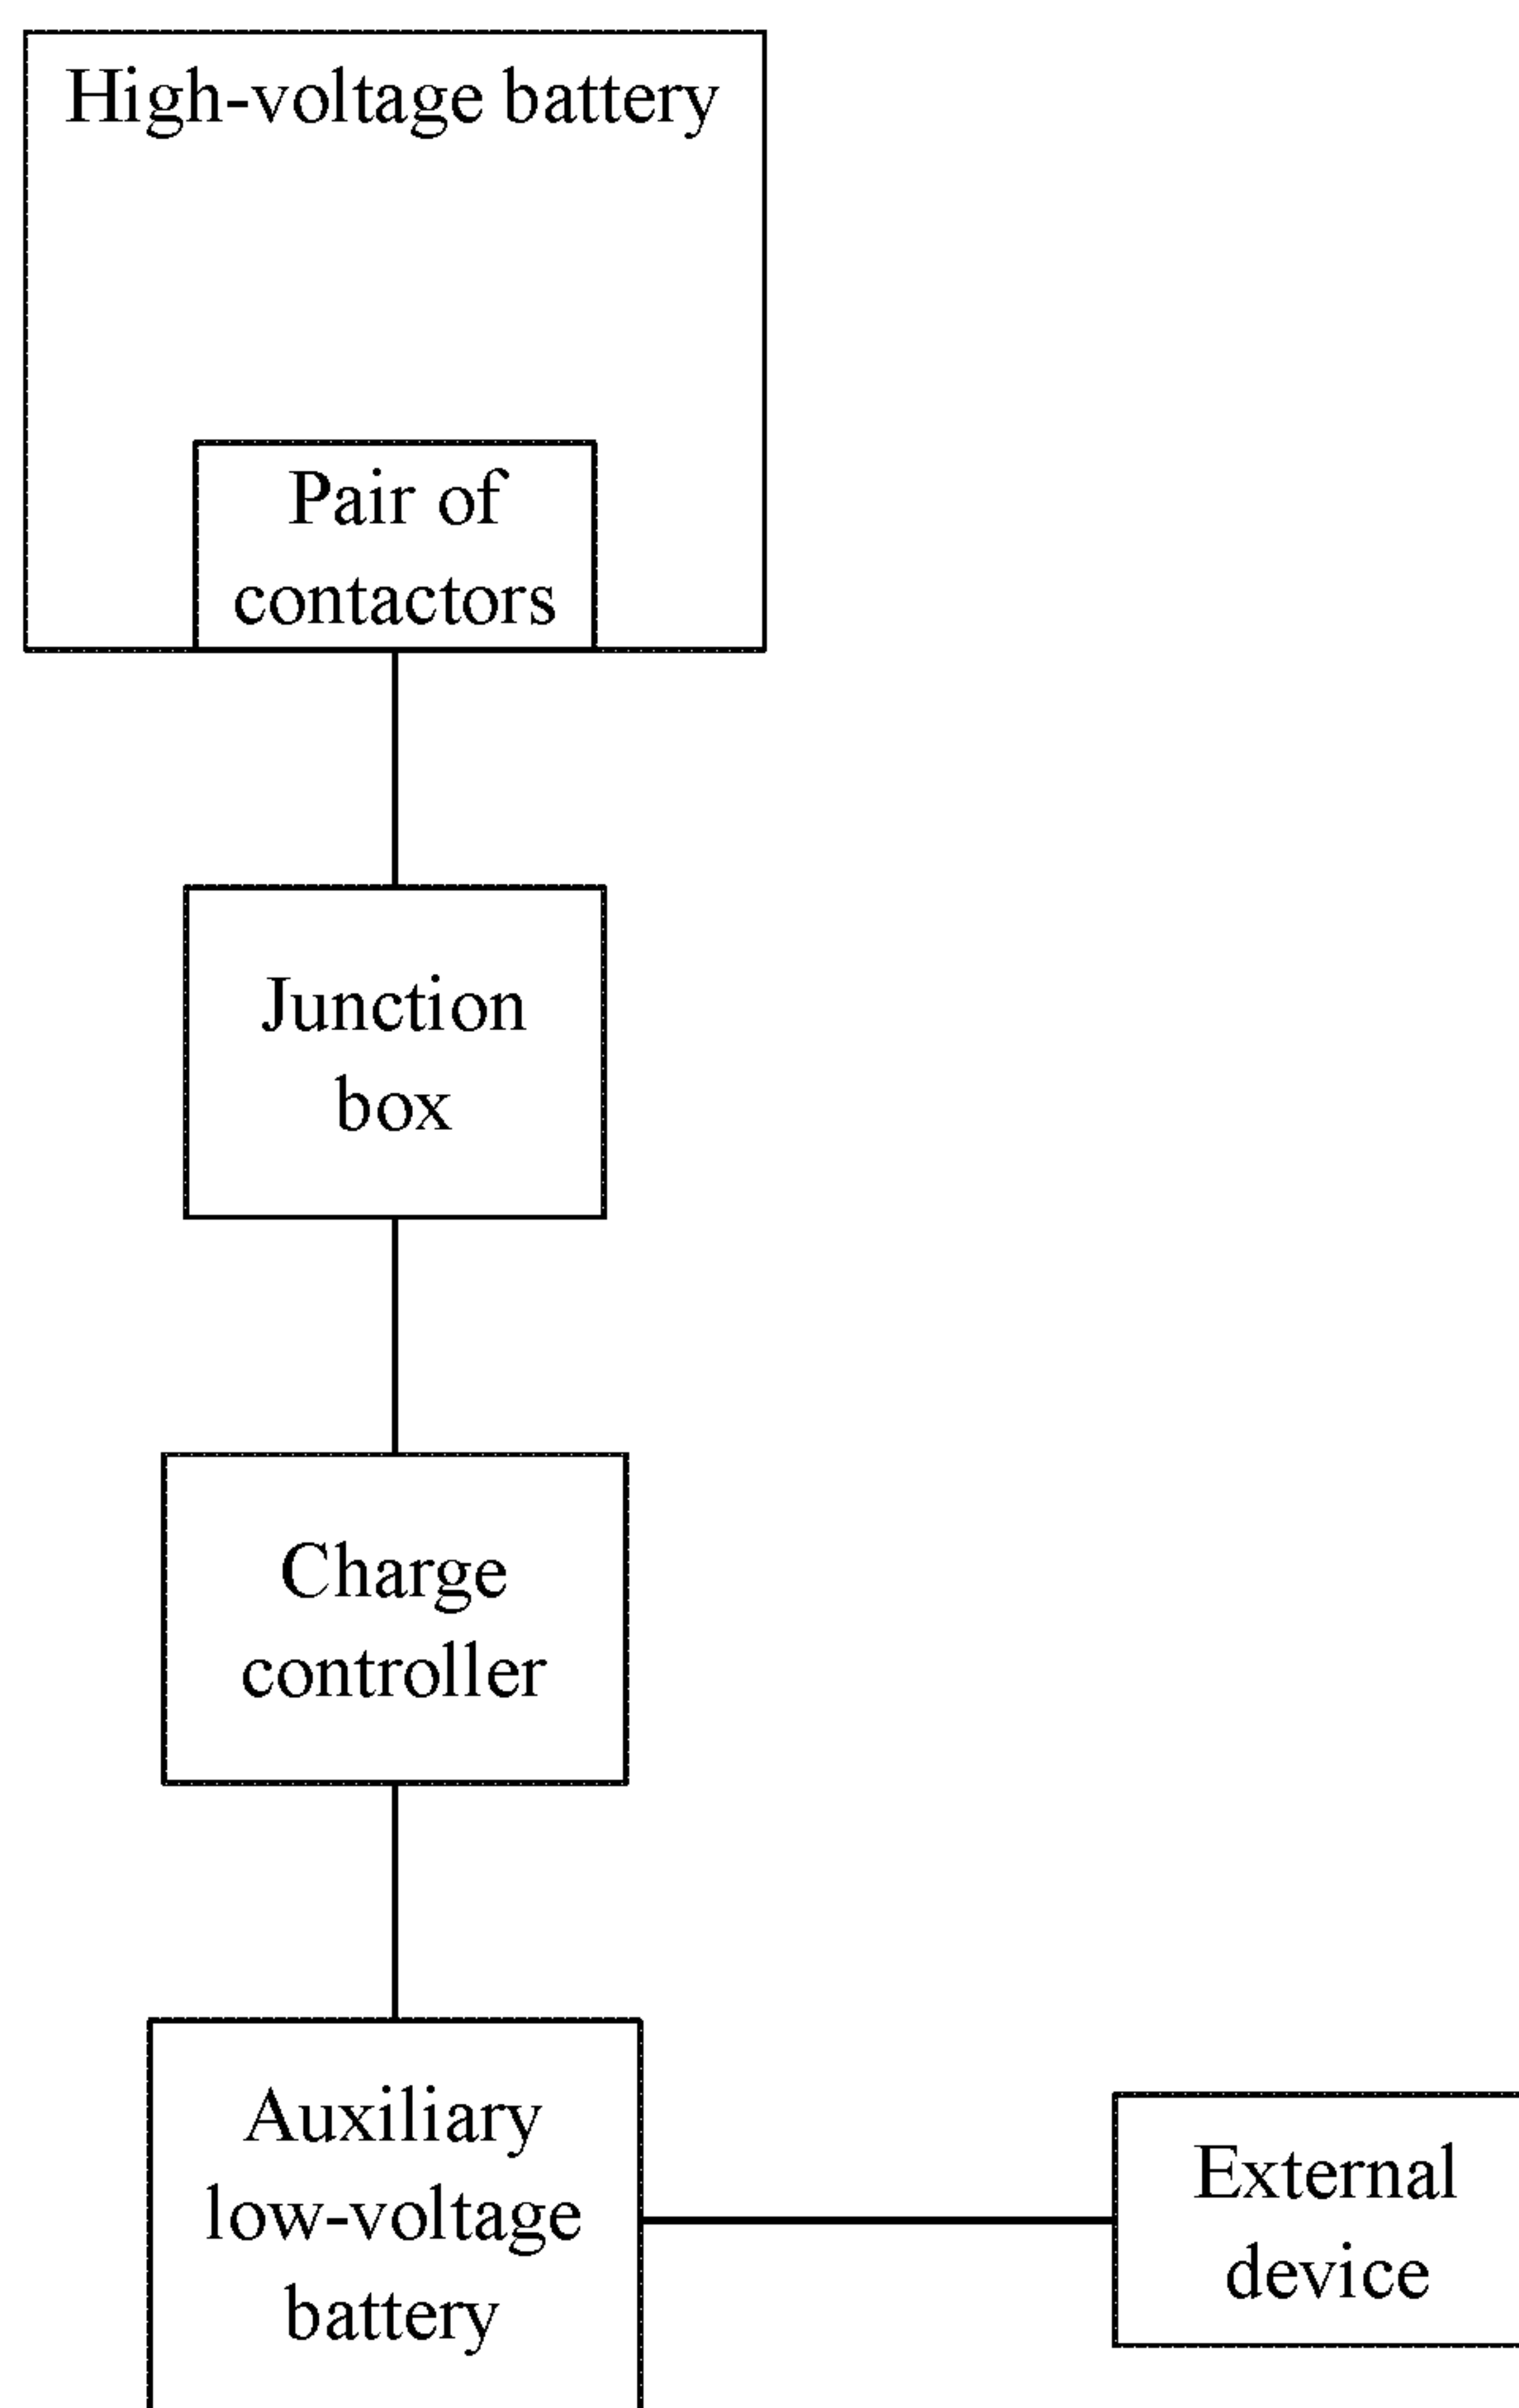 High-voltage battery
Pair of
contactors
Junction
box
Charge
controller
Auxiliary
low-voltage
battery
External
device